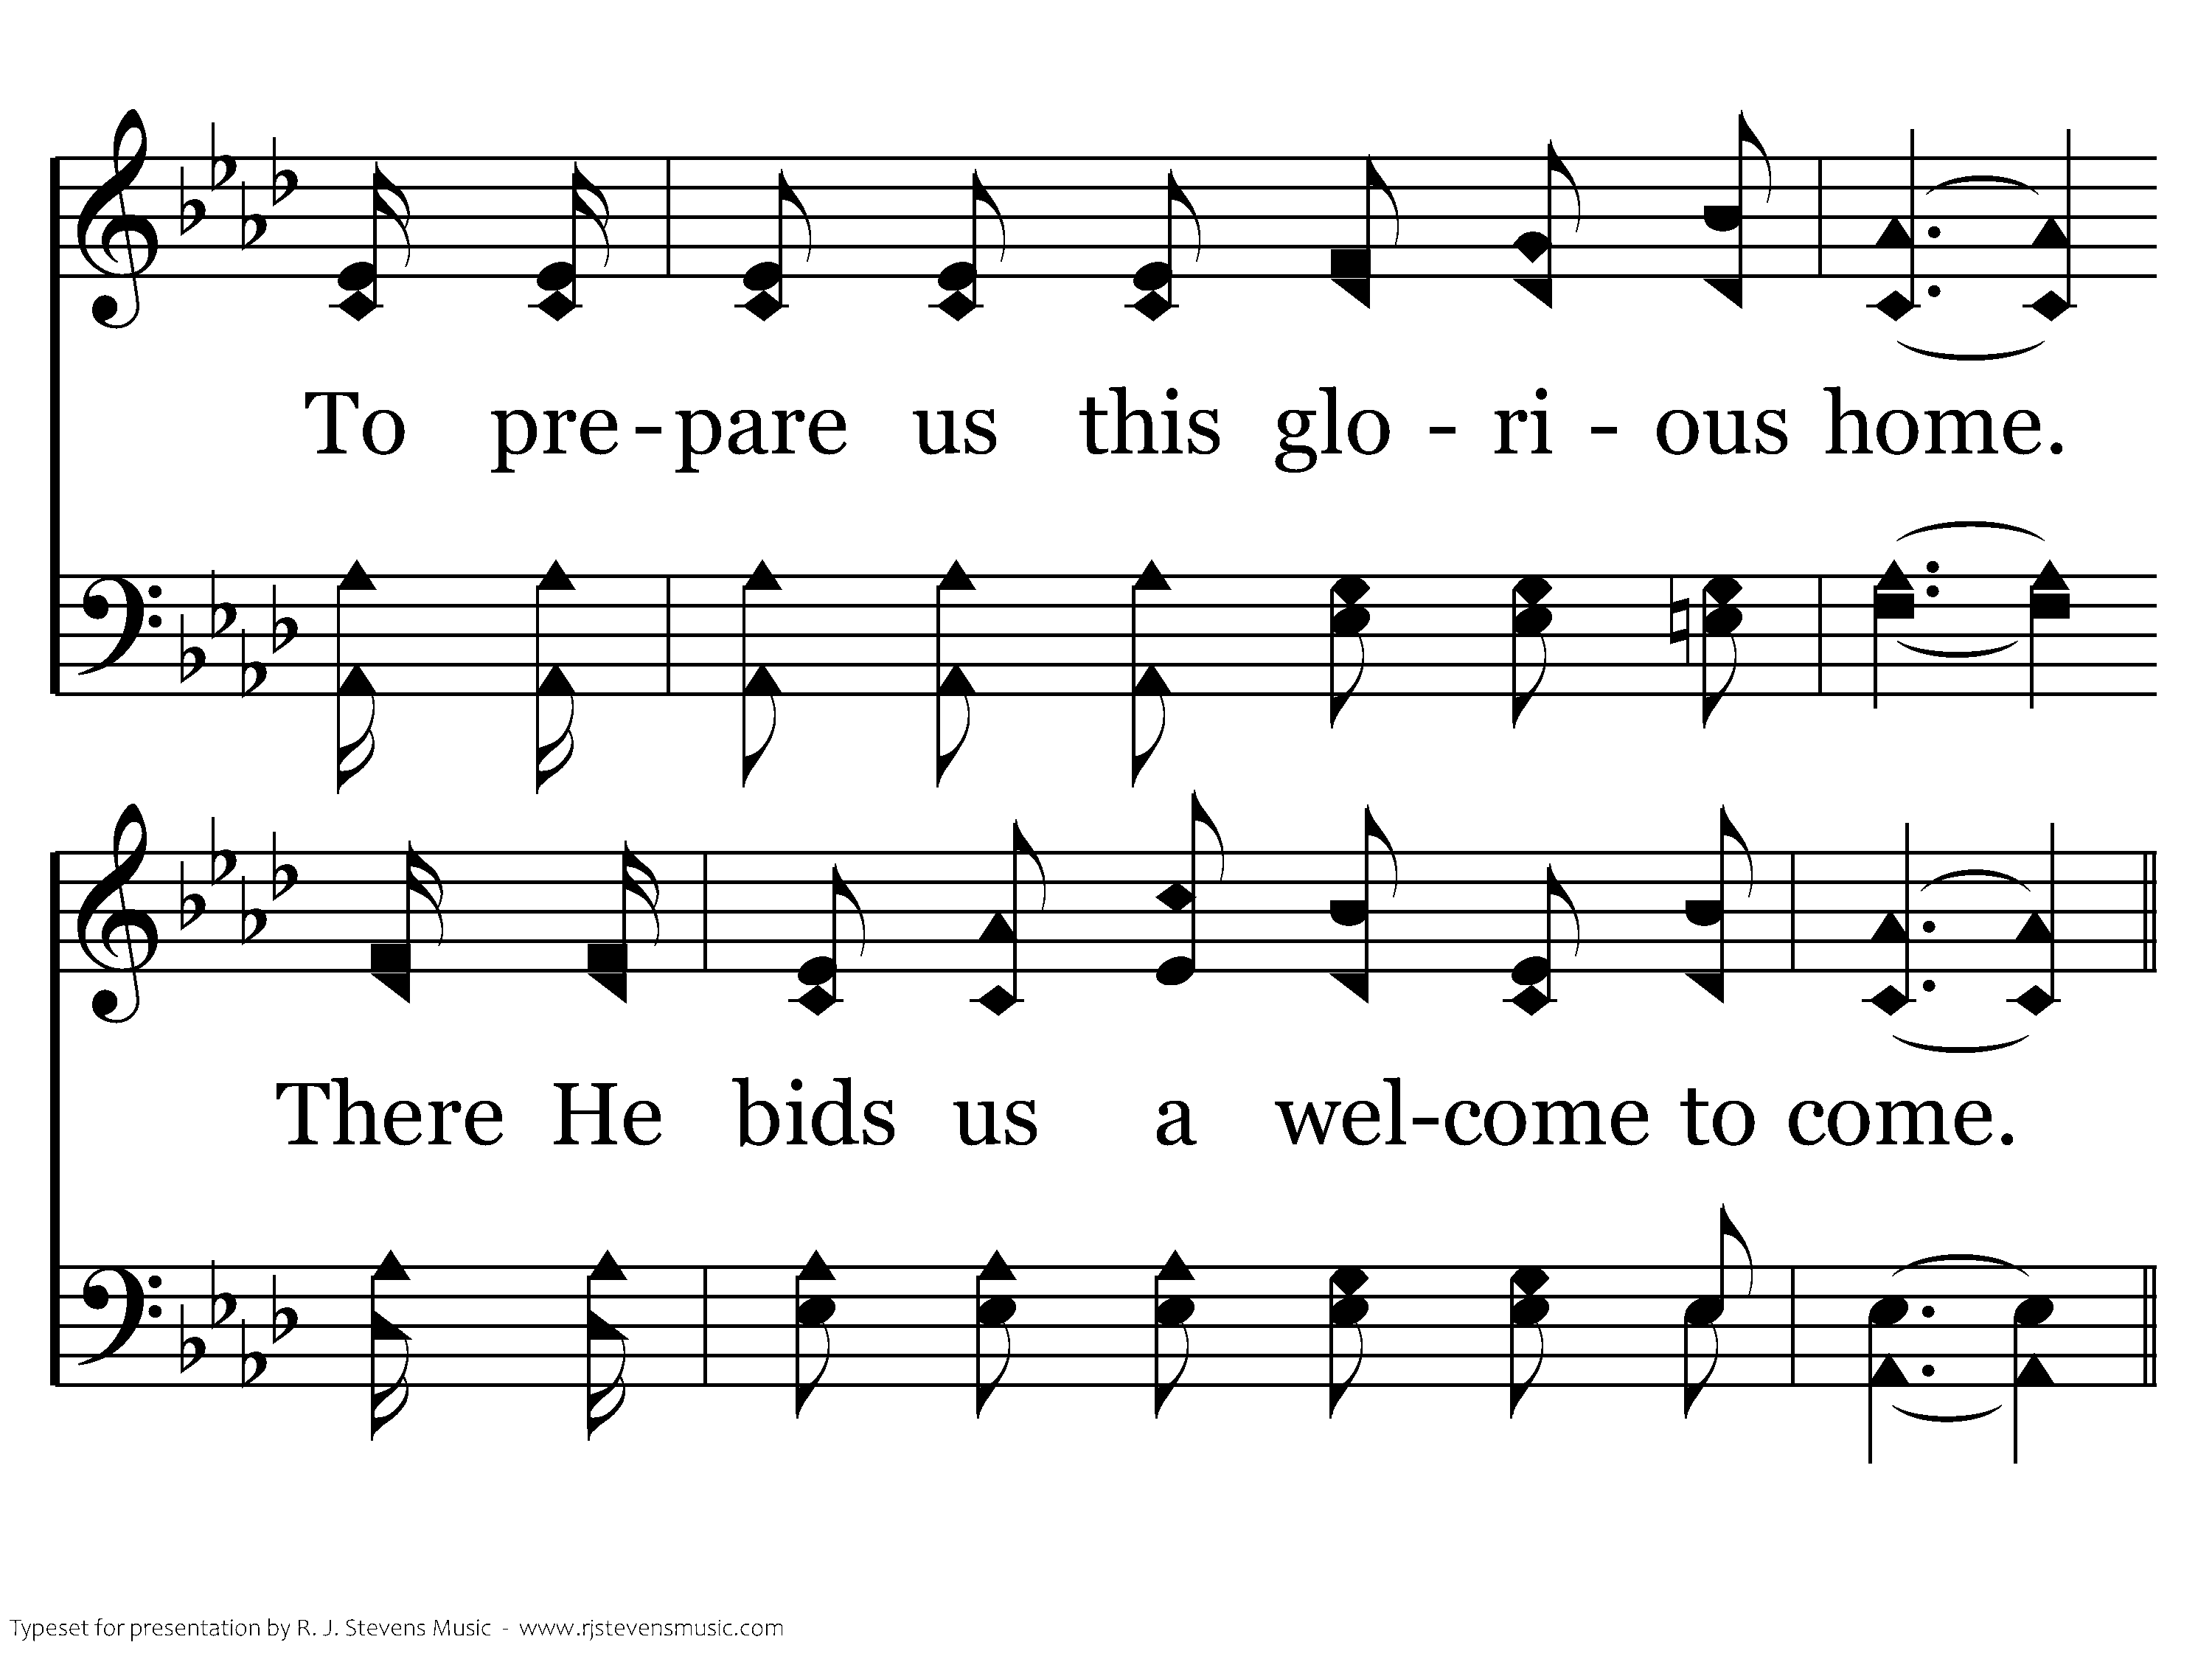 To pre-pare us this glo - ri - ous home.
There He bids us a wel-come to come.
Typeset for presentation by R. J. Stevens Music - www.rjstevensmusic.com